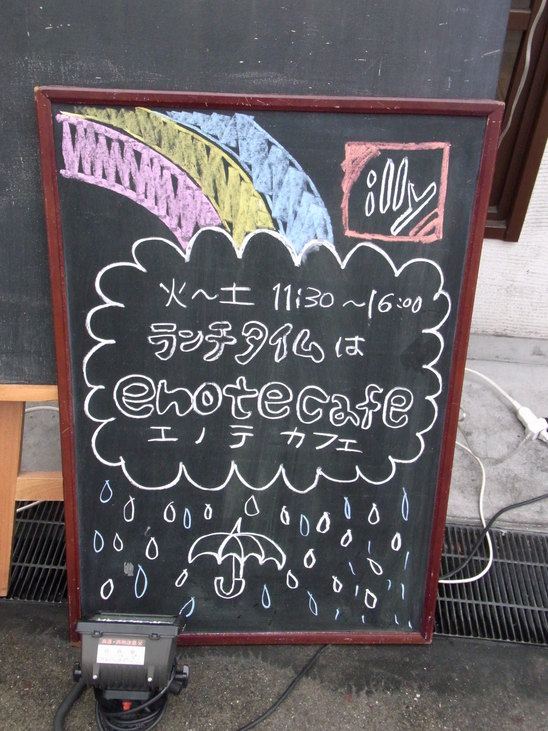 illy
火～土 11:30～16:00
ランチタイムは
enotecafe
エノテカフェ